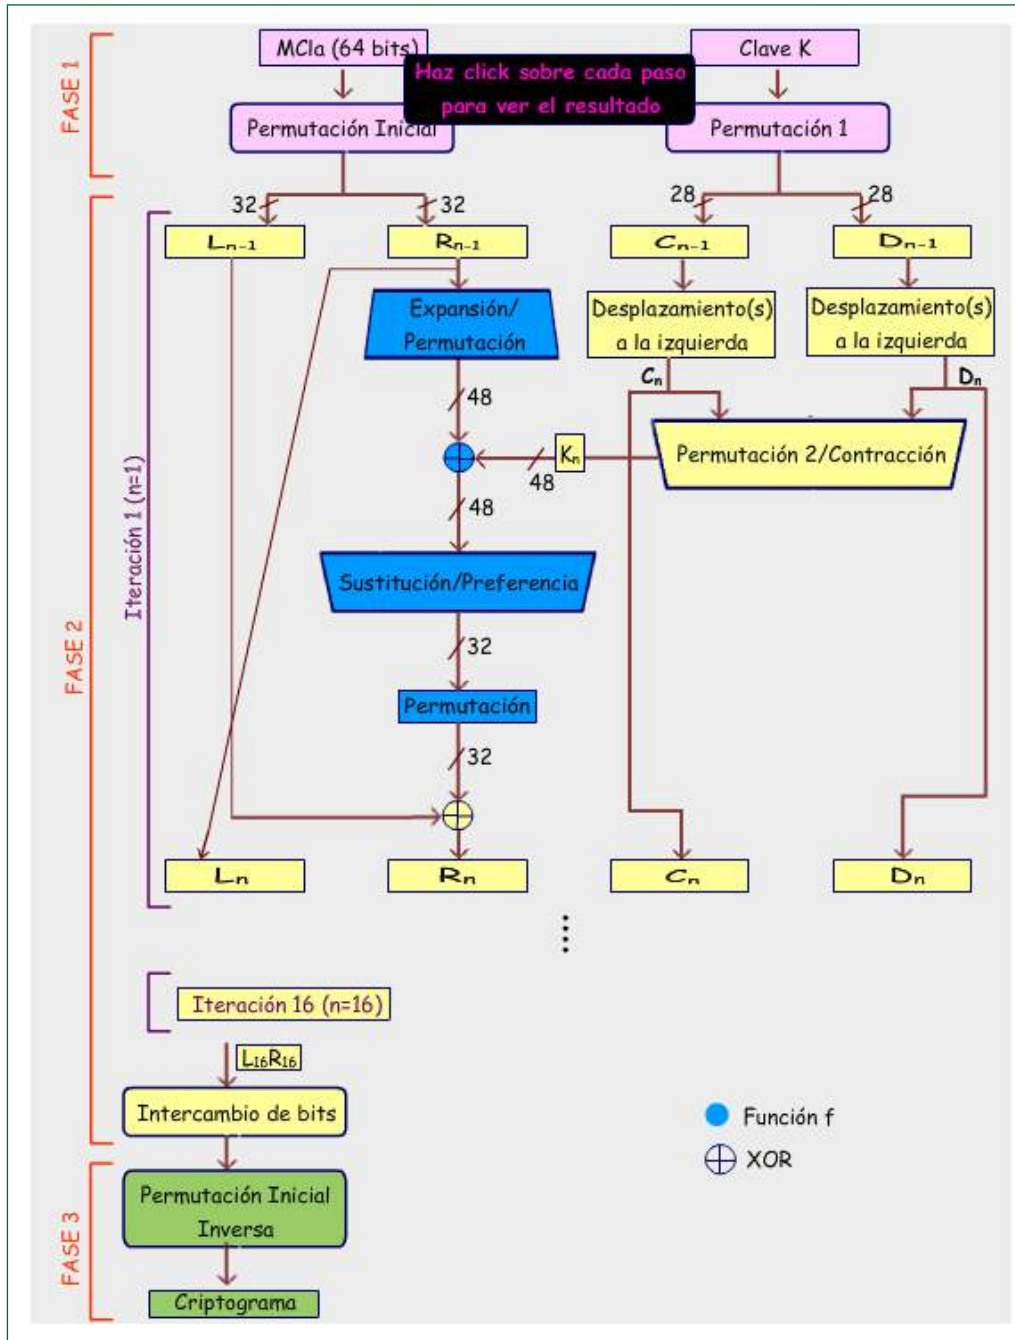 FASE 1
MCla (64 bits)
Clave K
Haz click sobre cada paso
para ver el resultado
Permutación Inicial
Permutación 1
FASE 2
Iteración 1 (n=1)
32
32
28
28
Lₙ₋₁
Rₙ₋₁
Cₙ₋₁
Dₙ₋₁
Expansión/
Permutación
Desplazamiento(s)
a la izquierda
Desplazamiento(s)
a la izquierda
Cₙ
Dₙ
48
Kₙ
48
Permutación 2/Contracción
48
Sustitución/Preferencia
32
Permutación
32
Lₙ
Rₙ
Cₙ
Dₙ
Iteración 16 (n=16)
L₁₆R₁₆
Intercambio de bits
Función f
XOR
FASE 3
Permutación Inicial
Inversa
Criptograma